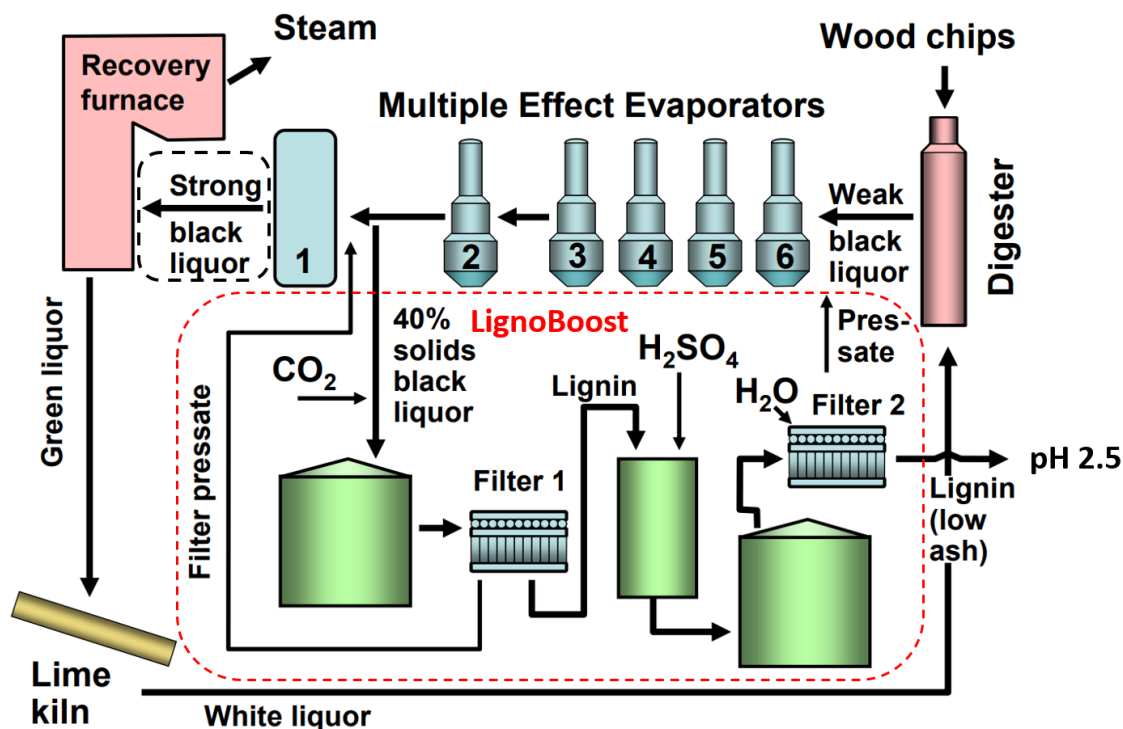 Steam
Wood chips
Recovery
furnace
Multiple Effect Evaporators
Strong
black
liquor
1
2
3
4
5
6
Weak
black
liquor
Digester
Green liquor
LignoBoost
Filter pressate
40%
solids
black
liquor
CO₂
Lignin
H₂SO₄
Pres-
sate
H₂O
Filter 2
Filter 1
pH 2.5
Lignin
(low
ash)
Lime
kiln
White liquor